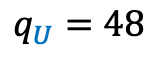 q_U = 48